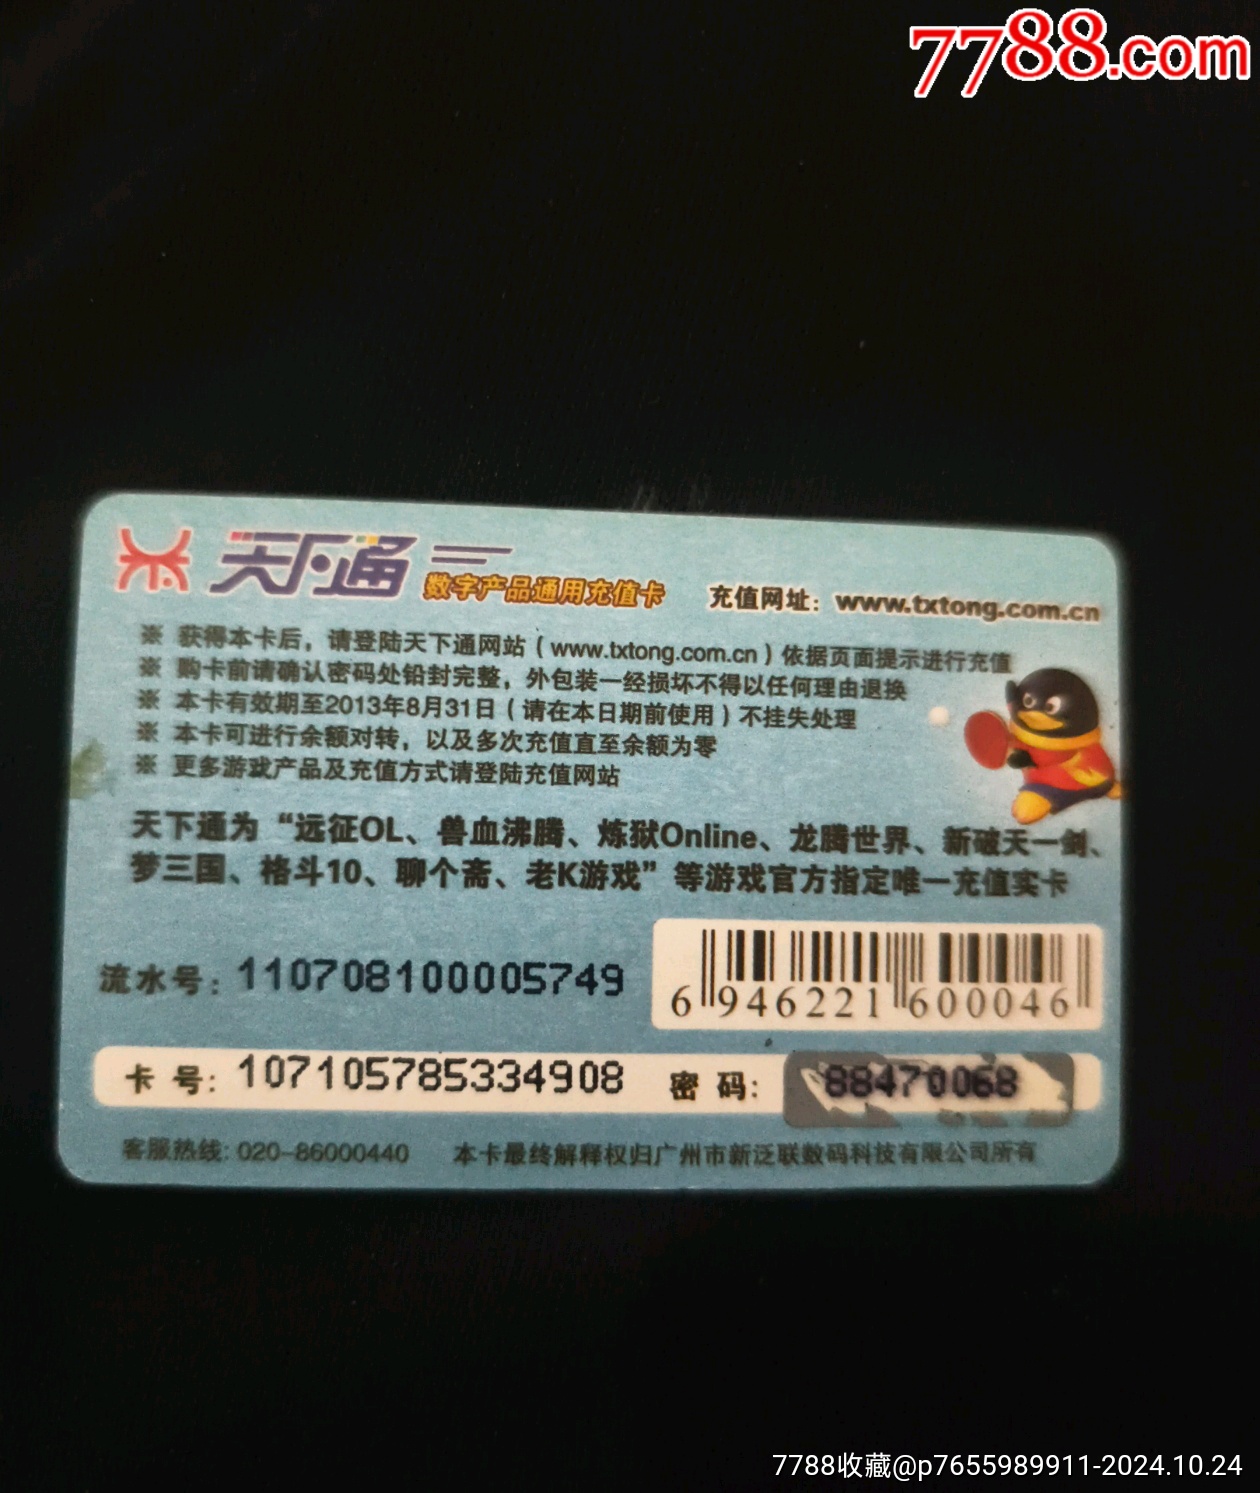 7788.com
天下通 数字产品通用充值卡 充值网址：www.txtong.com.cn
※ 获得本卡后，请登陆天下通网站（www.txtong.com.cn）依据页面提示进行充值
※ 购卡前请确认密码处铅封完整，外包装一经损坏不得以任何理由退换
※ 本卡有效期至2013年8月31日（请在本日期前使用）不挂失处理
※ 本卡可进行余额对转，以及多次充值直至余额为零
※ 更多游戏产品及充值方式请登陆充值网站
天下通为“远征OL、兽血沸腾、炼狱Online、龙腾世界、新破天一剑、
梦三国、格斗10、聊个斋、老K游戏”等游戏官方指定唯一充值实卡
流水号：110708100005749
6 946221 600046
卡 号：107105785334908 密 码：88470068
客服热线：020-86000440 本卡最终解释权归广州市新泛联数码科技有限公司所有
7788收藏@p7655989911-2024.10.24